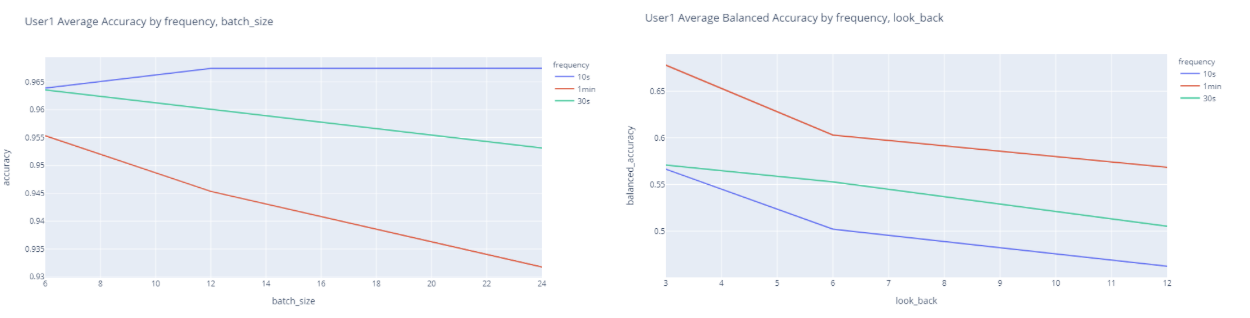 User1 Average Accuracy by frequency, batch_size
frequency
10s
1min
30s
0.965
0.96
0.955
0.95
0.945
0.94
0.935
0.93
accuracy
6 8 10 12 14 16 18 20 22 24
batch_size
User1 Average Balanced Accuracy by frequency, look_back
frequency
10s
1min
30s
0.65
0.6
0.55
0.5
balanced_accuracy
3 4 5 6 7 8 9 10 11 12
look_back